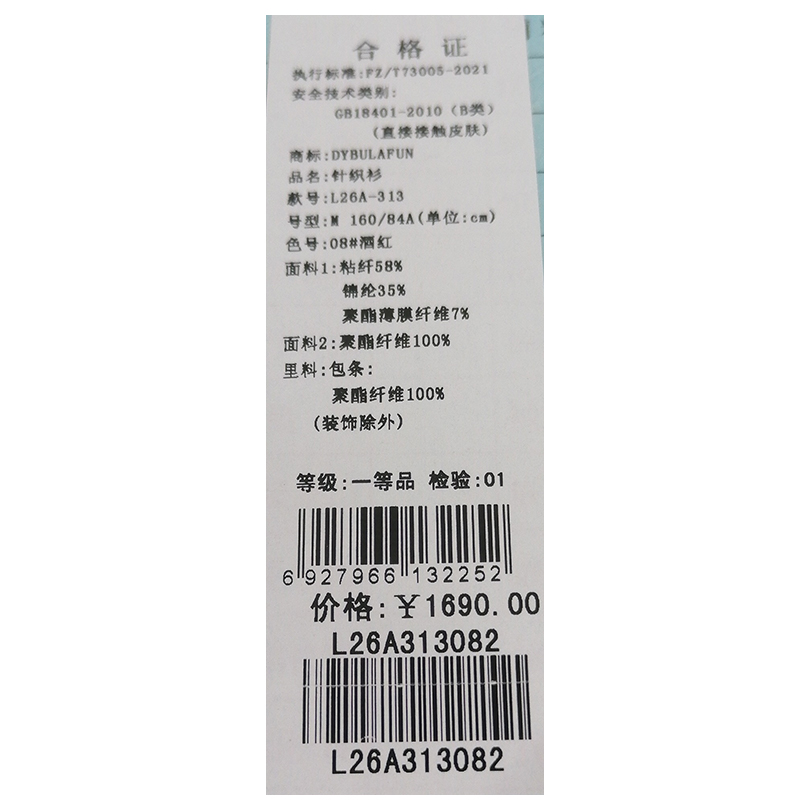 合格证
执行标准:FZ/T73005-2021
安全技术类别:
GB18401-2010（B类）
（直接接触皮肤）
商标:DYBULAFUN
品名:针织衫
款号:L26A-313
号型:M 160/84A(单位:cm)
色号:08#酒红
面料1:粘纤58%
锦纶35%
聚酯薄膜纤维7%
面料2:聚酯纤维100%
里料:包条:
聚酯纤维100%
(装饰除外)
等级:一等品 检验:01
6 927966 132252
价格:￥1690.00
L26A313082
L26A313082